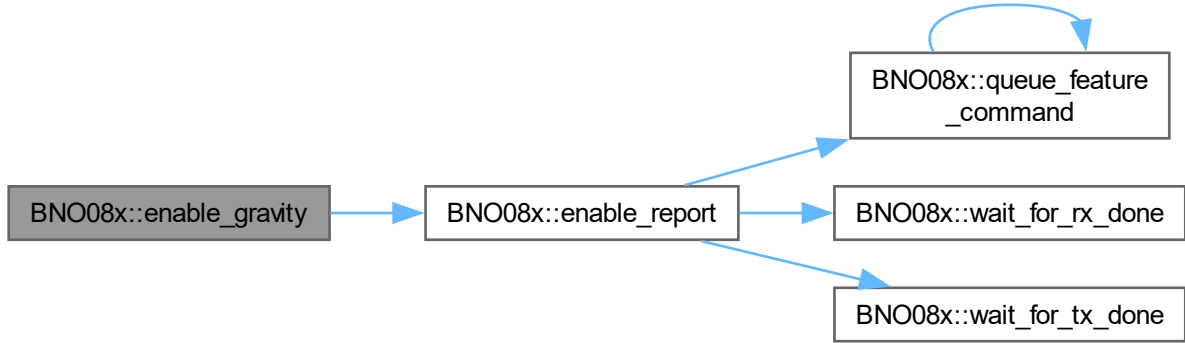 BNO08x::queue_feature
_command
BNO08x::enable_gravity
BNO08x::enable_report
BNO08x::wait_for_rx_done
BNO08x::wait_for_tx_done